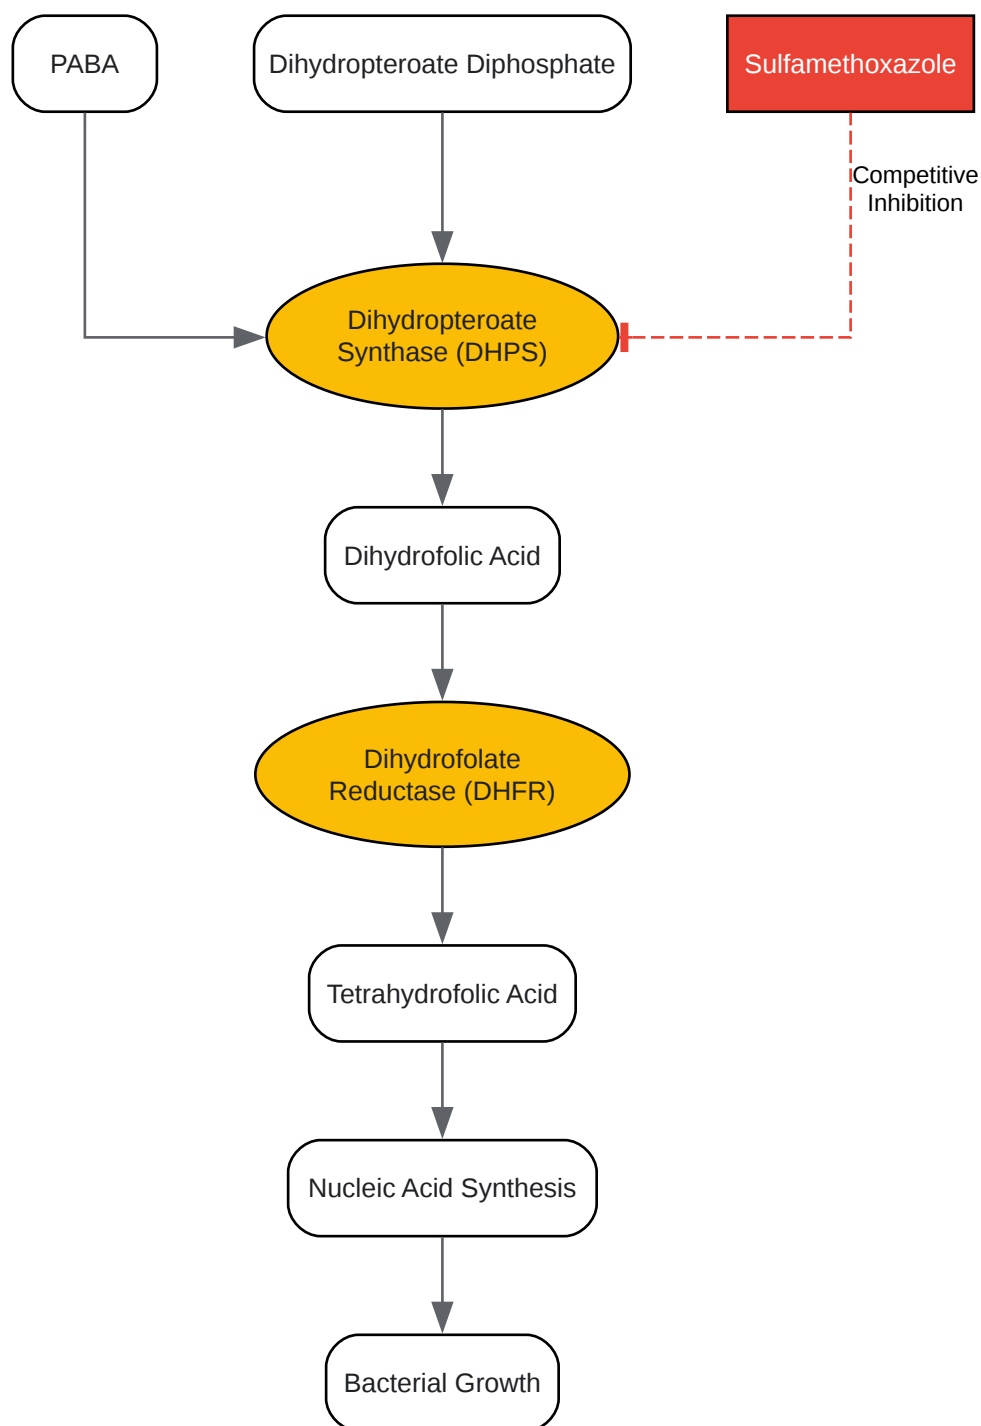 PABA
Dihydropteroate Diphosphate
Sulfamethoxazole
Competitive
Inhibition
Dihydropteroate
Synthase (DHPS)
Dihydrofolic Acid
Dihydrofolate
Reductase (DHFR)
Tetrahydrofolic Acid
Nucleic Acid Synthesis
Bacterial Growth